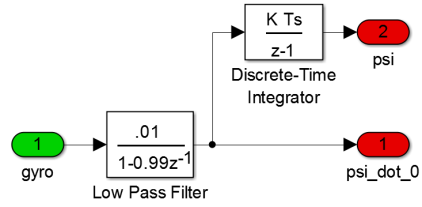 K Ts
z-1
2
psi
Discrete-Time
Integrator
1
gyro
.01
1-0.99z-1
Low Pass Filter
1
psi_dot_0